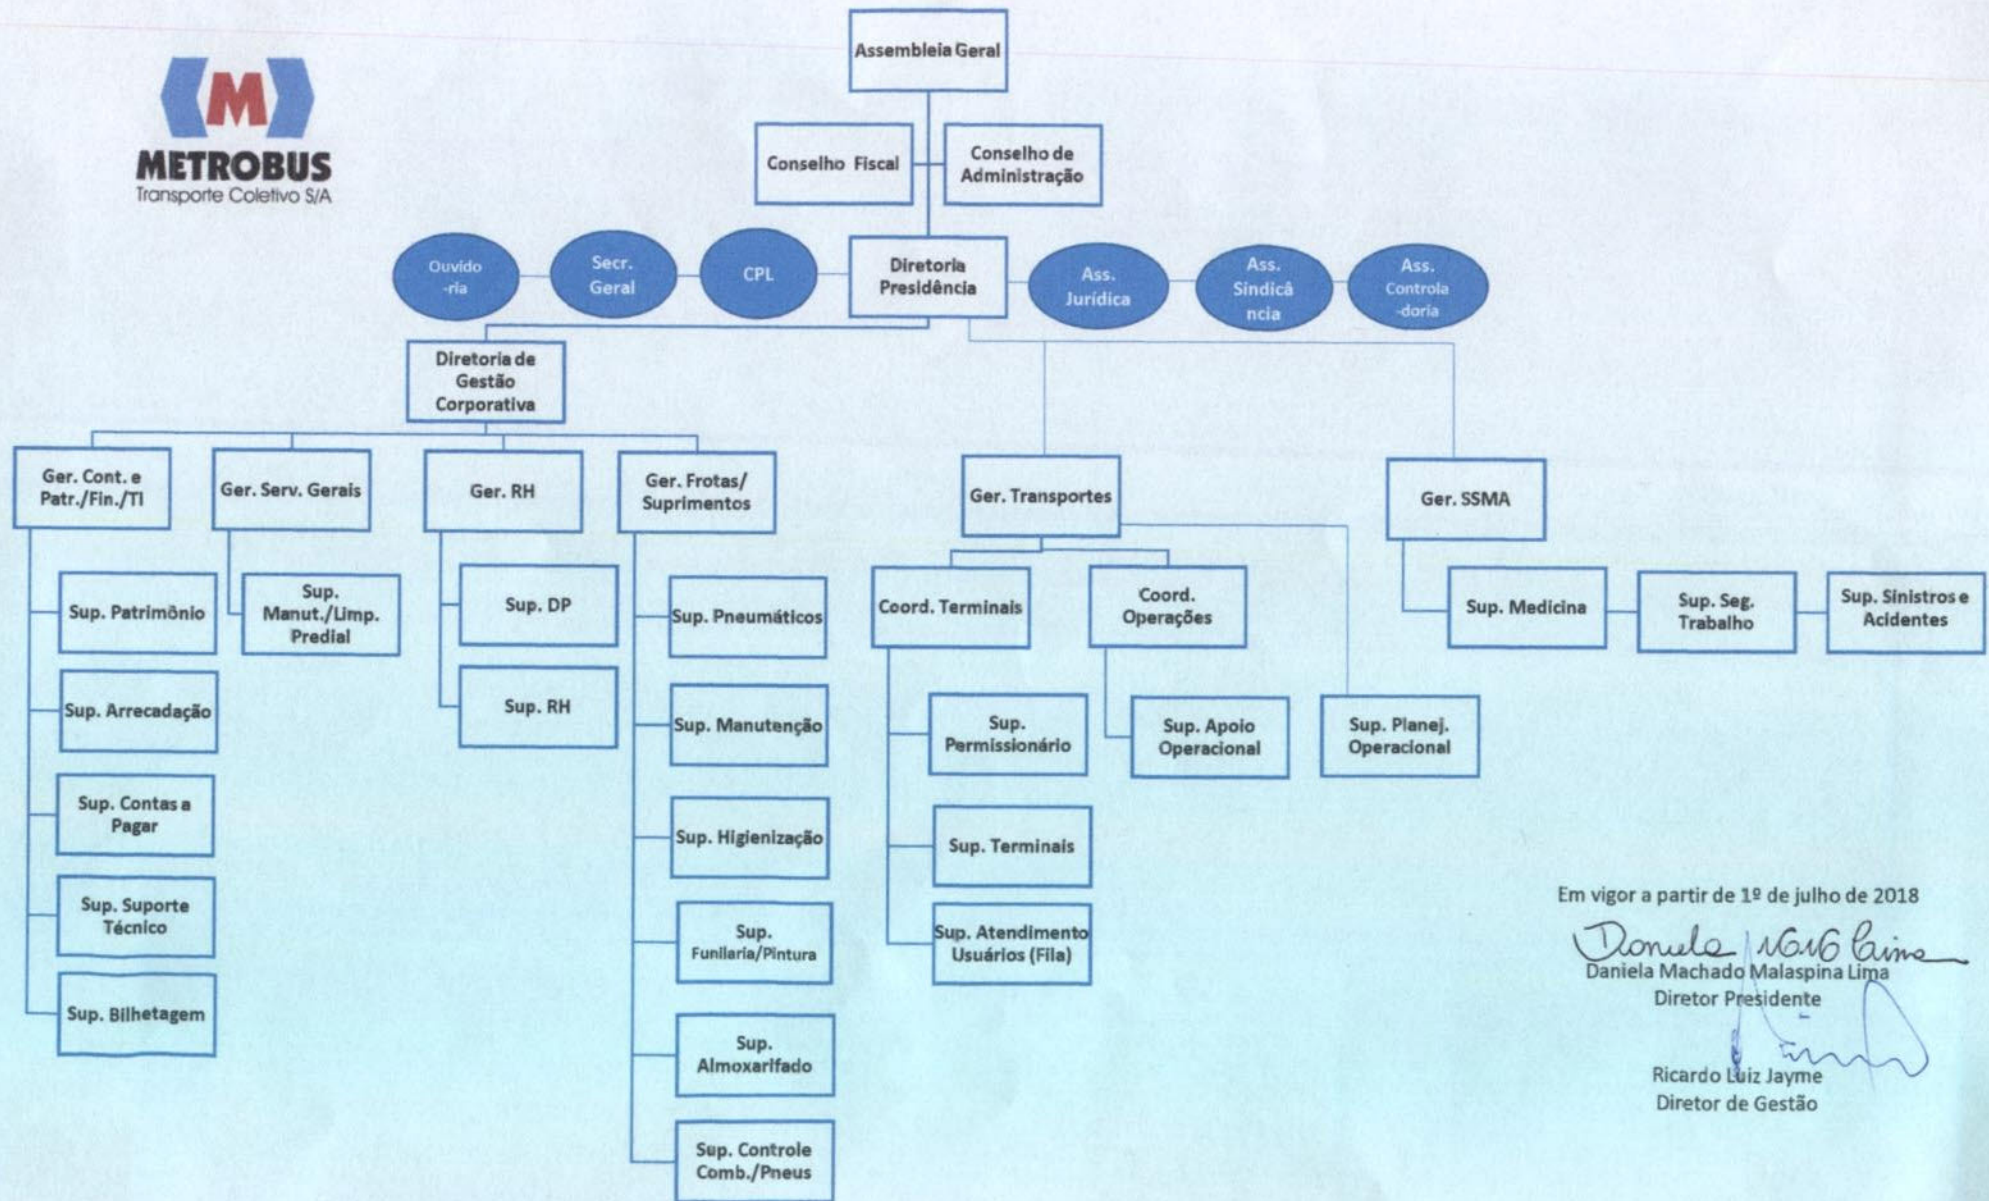 Assembleia Geral
M
METROBUS
Transporte Coletivo S/A
Conselho Fiscal
Conselho de
Administração
Ouvido
-ria
Secr.
Geral
CPL
Diretoria
Presidência
Ass.
Jurídica
Ass.
Sindicâ
ncia
Ass.
Controla
-doria
Diretoria de
Gestão
Corporativa
Ger. Cont. e
Patr./Fin./TI
Ger. Serv. Gerais
Ger. RH
Ger. Frotas/
Suprimentos
Ger. Transportes
Ger. SSMA
Sup. Patrimônio
Sup. Arrecadação
Sup. Contas a
Pagar
Sup. Suporte
Técnico
Sup. Bilhetagem
Sup.
Manut./Limp.
Predial
Sup. DP
Sup. RH
Sup. Pneumáticos
Sup. Manutenção
Sup. Higienização
Sup.
Funilaria/Pintura
Sup.
Almoxarifado
Sup. Controle
Comb./Pneus
Coord. Terminais
Coord.
Operações
Sup.
Permissionário
Sup. Terminais
Sup. Atendimento
Usuários (Fila)
Sup. Apoio
Operacional
Sup. Planej.
Operacional
Sup. Medicina
Sup. Seg.
Trabalho
Sup. Sinistros e
Acidentes
Em vigor a partir de 1º de julho de 2018
Daniela Machado Malaspina Lima
Diretor Presidente
Ricardo Luiz Jayme
Diretor de Gestão